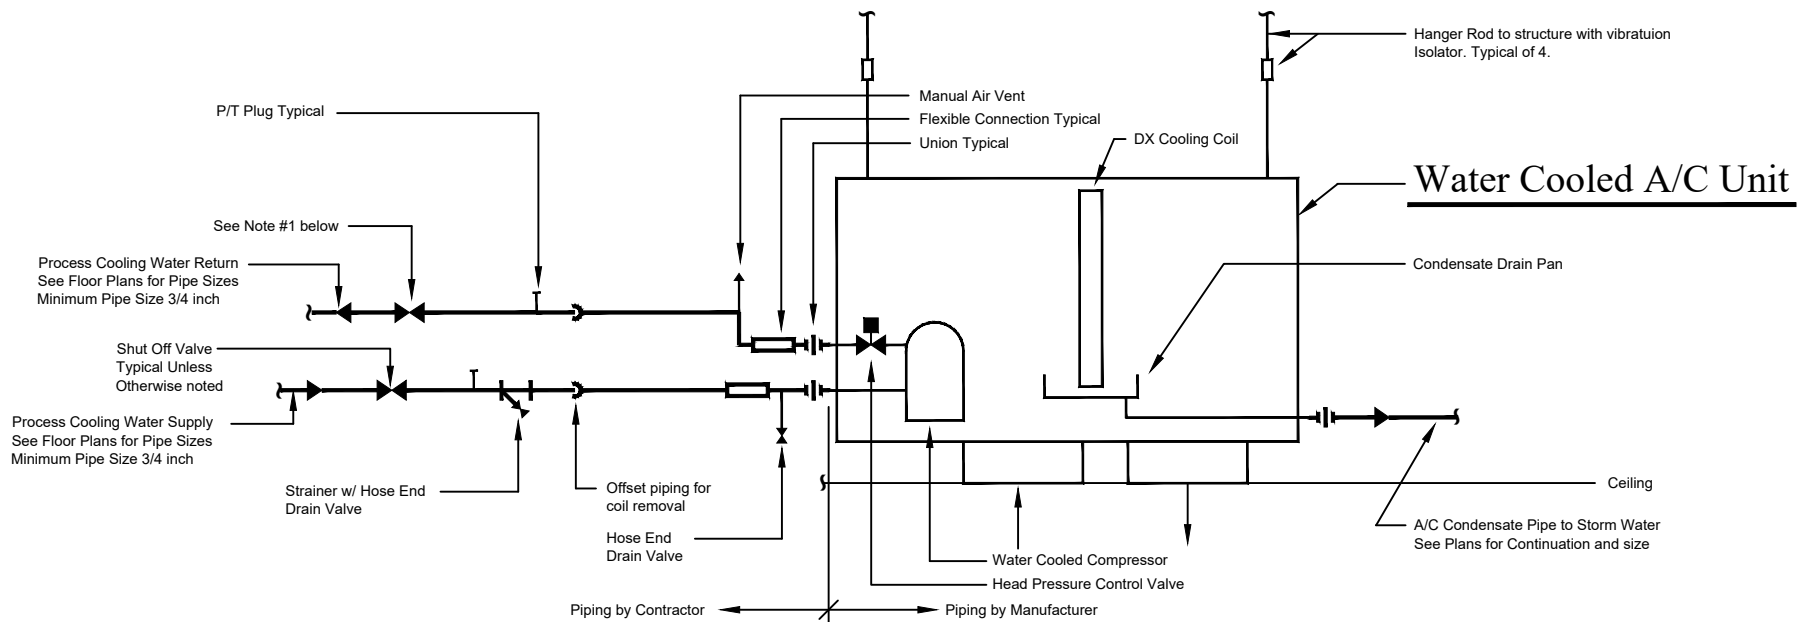 Hanger Rod to structure with vibratuion
Isolator. Typical of 4.
Manual Air Vent
P/T Plug Typical
Flexible Connection Typical
Union Typical
DX Cooling Coil
Water Cooled A/C Unit
See Note #1 below
Process Cooling Water Return
See Floor Plans for Pipe Sizes
Minimum Pipe Size 3/4 inch
Condensate Drain Pan
Shut Off Valve
Typical Unless
Otherwise noted
Process Cooling Water Supply
See Floor Plans for Pipe Sizes
Minimum Pipe Size 3/4 inch
Strainer w/ Hose End
Drain Valve
Offset piping for
coil removal
Ceiling
Hose End
Drain Valve
A/C Condensate Pipe to Storm Water
See Plans for Continuation and size
Water Cooled Compressor
Head Pressure Control Valve
Piping by Contractor
Piping by Manufacturer